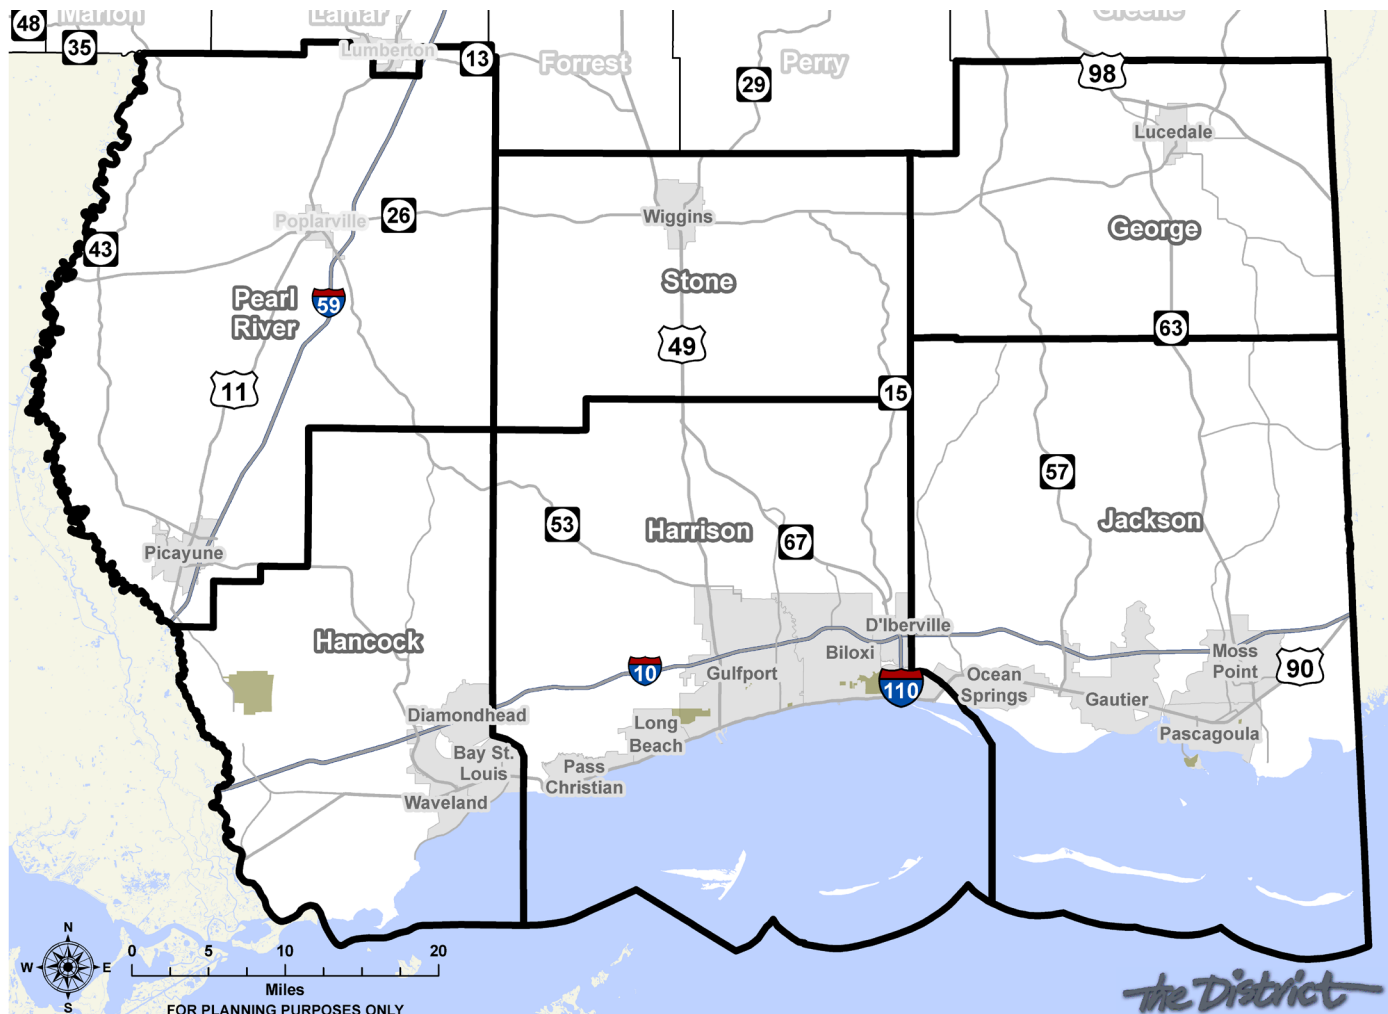 48
Marion
35
Lamar
Lumberton
13
Forrest
29
Perry
Greene
98
Lucedale
43
Poplarville
26
Wiggins
George
Pearl
River
59
Stone
49
63
11
15
57
Picayune
53
Harrison
67
Jackson
Hancock
D'Iberville
Biloxi
10
Gulfport
110
Ocean
Springs
Moss
Point
90
Gautier
Diamondhead
Long
Beach
Pascagoula
Bay St.
Louis
Pass
Christian
Waveland
N
W
E
S
0
5
10
20
Miles
FOR PLANNING PURPOSES ONLY
the District